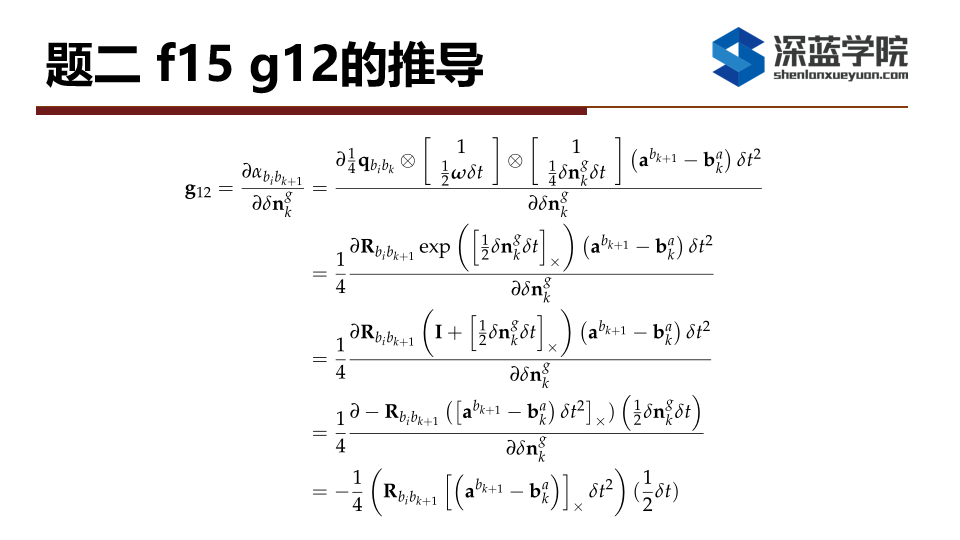 题二 f15 g12的推导
深蓝学院
shenlanxueyuan.com
$\mathbf{g}_{12} = \frac{\partial \alpha_{b_i b_{k+1}}}{\partial \delta \mathbf{n}_k^g} = \frac{\partial \frac{1}{4} \mathbf{q}_{b_i b_k} \otimes \begin{bmatrix} 1 \\ \frac{1}{2} \boldsymbol{\omega} \delta t \end{bmatrix} \otimes \begin{bmatrix} 1 \\ \frac{1}{4} \delta \mathbf{n}_k^g \delta t \end{bmatrix} \left( \mathbf{a}^{b_{k+1}} - \mathbf{b}_k^a \right) \delta t^2}{\partial \delta \mathbf{n}_k^g}$
$= \frac{1}{4} \frac{\partial \mathbf{R}_{b_i b_{k+1}} \exp \left( \left[ \frac{1}{2} \delta \mathbf{n}_k^g \delta t \right]_\times \right) \left( \mathbf{a}^{b_{k+1}} - \mathbf{b}_k^a \right) \delta t^2}{\partial \delta \mathbf{n}_k^g}$
$= \frac{1}{4} \frac{\partial \mathbf{R}_{b_i b_{k+1}} \left( \mathbf{I} + \left[ \frac{1}{2} \delta \mathbf{n}_k^g \delta t \right]_\times \right) \left( \mathbf{a}^{b_{k+1}} - \mathbf{b}_k^a \right) \delta t^2}{\partial \delta \mathbf{n}_k^g}$
$= \frac{1}{4} \frac{\partial - \mathbf{R}_{b_i b_{k+1}} \left( \left[ \mathbf{a}^{b_{k+1}} - \mathbf{b}_k^a \right) \delta t^2 \right]_\times ) \left( \frac{1}{2} \delta \mathbf{n}_k^g \delta t \right)}{\partial \delta \mathbf{n}_k^g}$
$= -\frac{1}{4} \left( \mathbf{R}_{b_i b_{k+1}} \left[ \left( \mathbf{a}^{b_{k+1}} - \mathbf{b}_k^a \right) \right]_\times \delta t^2 \right) ( \frac{1}{2} \delta t )$